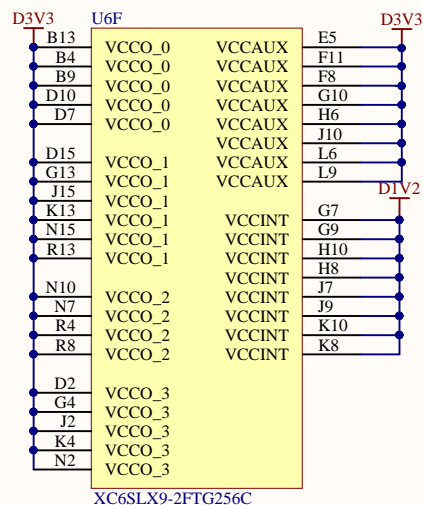 D3V3 U6F D3V3
B13 VCCO_0 VCCAUX E5
B4 VCCO_0 VCCAUX F11
B9 VCCO_0 VCCAUX F8
D10 VCCO_0 VCCAUX G10
D7 VCCO_0 VCCAUX H6
VCCAUX J10
D15 VCCO_1 VCCAUX L6
G13 VCCO_1 VCCAUX L9
J15 VCCO_1 D1V2
K13 VCCO_1 VCCINT G7
N15 VCCO_1 VCCINT G9
R13 VCCO_1 VCCINT H10
VCCINT H8
N10 VCCO_2 VCCINT J7
N7 VCCO_2 VCCINT J9
R4 VCCO_2 VCCINT K10
R8 VCCO_2 VCCINT K8
D2 VCCO_3
G4 VCCO_3
J2 VCCO_3
K4 VCCO_3
N2 VCCO_3
XC6SLX9-2FTG256C